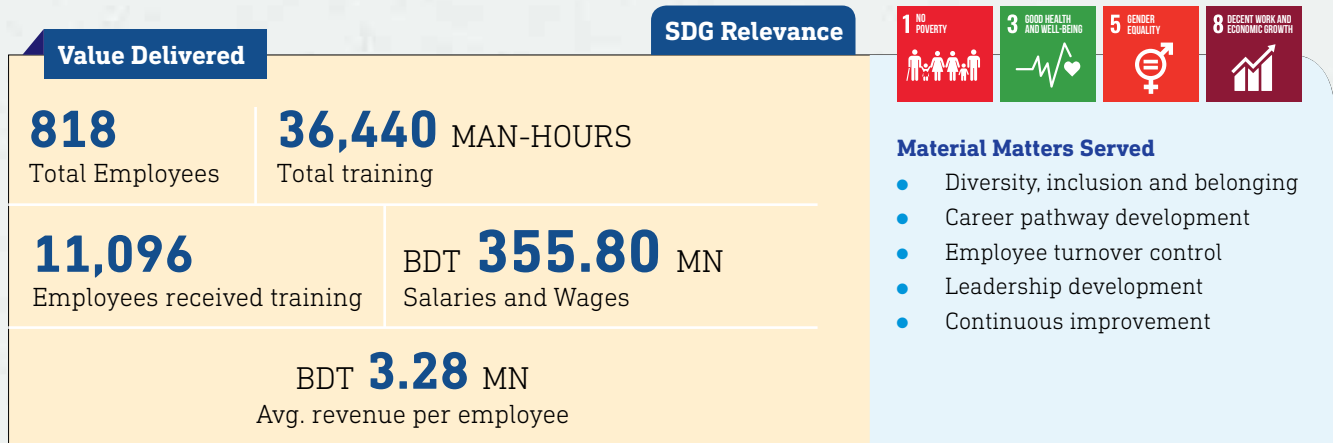 Value Delivered
SDG Relevance
818
Total Employees
36,440 MAN-HOURS
Total training
11,096
Employees received training
BDT 355.80 MN
Salaries and Wages
BDT 3.28 MN
Avg. revenue per employee
1 NO
POVERTY
3 GOOD HEALTH
AND WELL-BEING
5 GENDER
EQUALITY
8 DECENT WORK AND
ECONOMIC GROWTH
Material Matters Served
Diversity, inclusion and belonging
Career pathway development
Employee turnover control
Leadership development
Continuous improvement